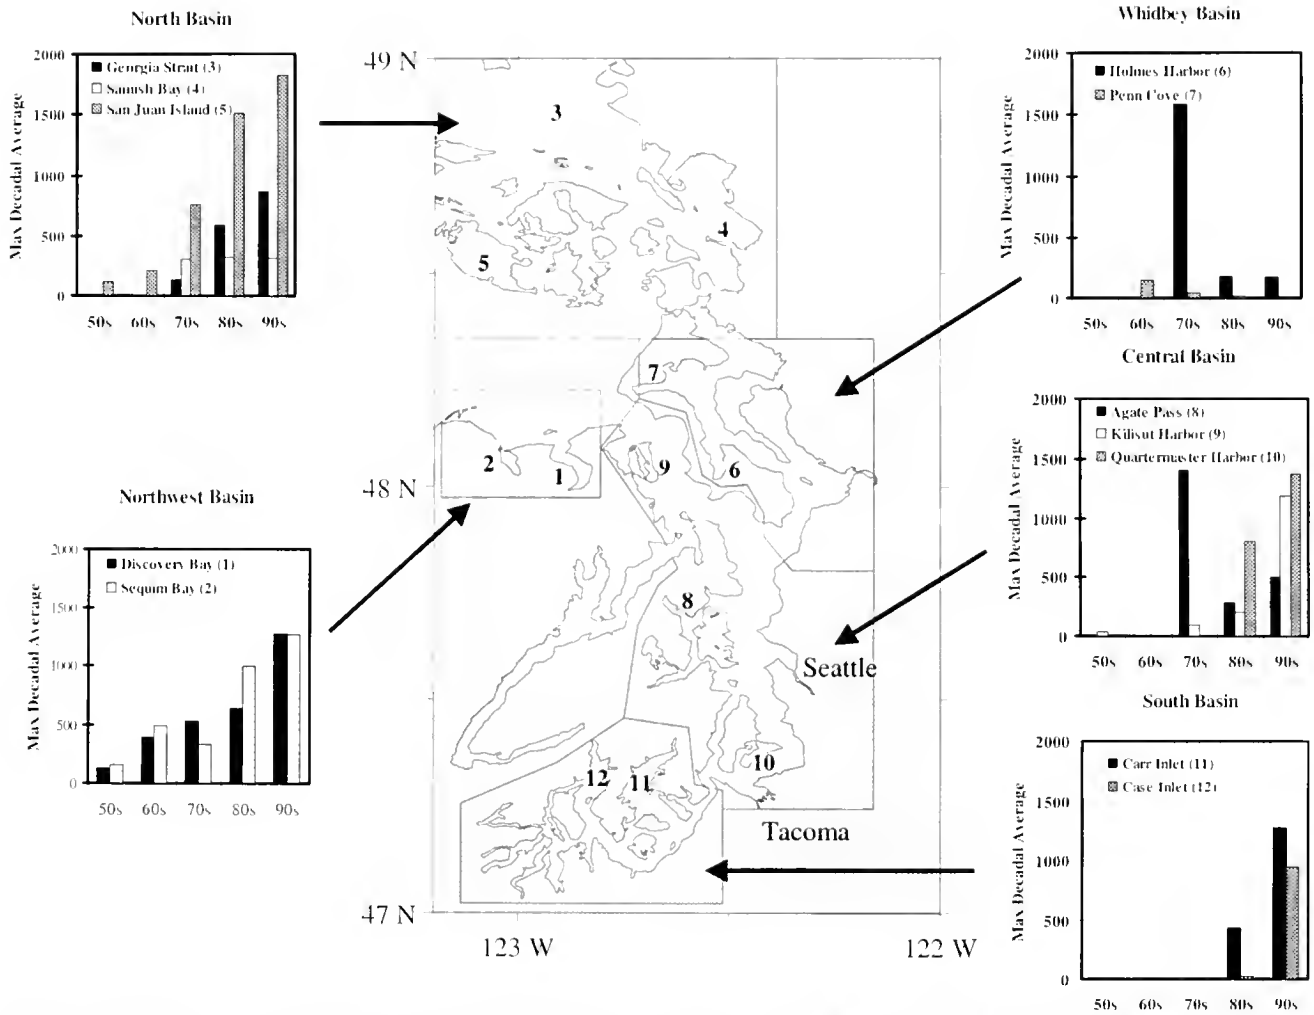 North Basin
2000
1500
1000
500
0
Max Decadal Average
Georgia Strait (3)
Samish Bay (4)
San Juan Island (5)
50s 60s 70s 80s 90s
Northwest Basin
2000
1500
1000
500
0
Max Decadal Average
Discovery Bay (1)
Sequim Bay (2)
50s 60s 70s 80s 90s
49 N
48 N
47 N
123 W
122 W
3
4
5
7
2
1
9
6
8
Seattle
10
12
11
Tacoma
Whidbey Basin
2000
1500
1000
500
0
Max Decadal Average
Holmes Harbor (6)
Penn Cove (7)
50s 60s 70s 80s 90s
Central Basin
2000
1500
1000
500
0
Max Decadal Average
Agate Pass (8)
Kilisut Harbor (9)
Quartermaster Harbor (10)
50s 60s 70s 80s 90s
South Basin
2000
1500
1000
500
0
Max Decadal Average
Carr Inlet (11)
Case Inlet (12)
50s 60s 70s 80s 90s